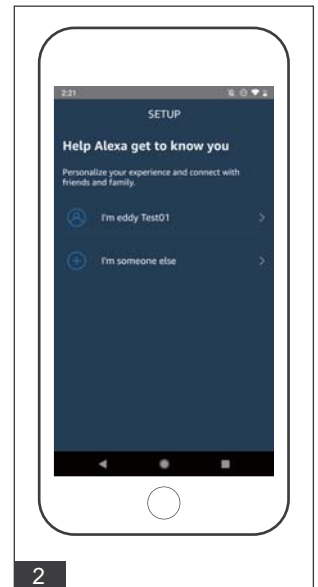 2:21
SETUP
Help Alexa get to know you
Personalize your experience and connect with
friends and family.
I'm eddy Test01
I'm someone else
2